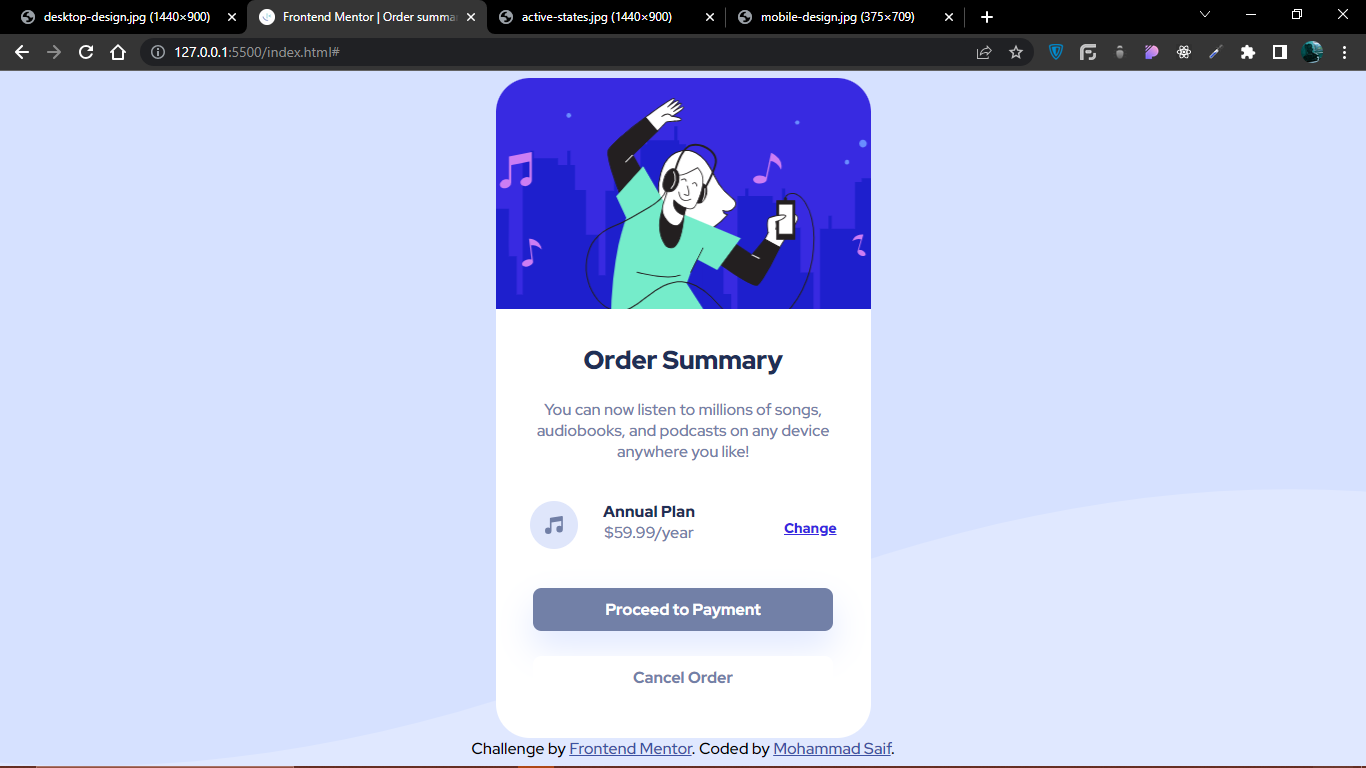 desktop-design.jpg (1440×900)
Frontend Mentor | Order summa
active-states.jpg (1440×900)
mobile-design.jpg (375×709)
127.0.0.1:5500/index.html#
Order Summary
You can now listen to millions of songs,
audiobooks, and podcasts on any device
anywhere you like!
Annual Plan
$59.99/year
Change
Proceed to Payment
Cancel Order
Challenge by Frontend Mentor. Coded by Mohammad Saif.